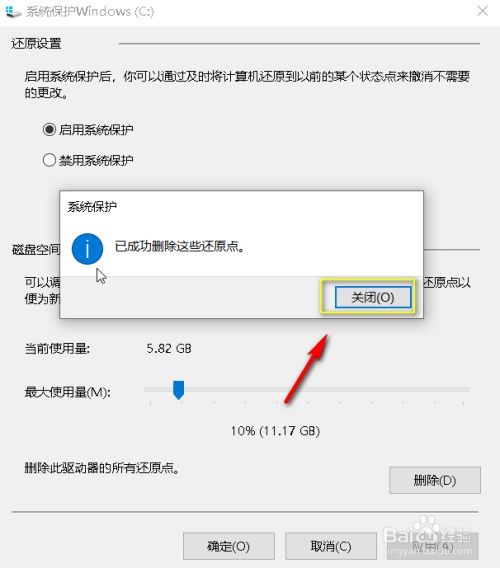 系统保护Windows (C:)
还原设置
启用系统保护后，你可以通过及时将计算机还原到以前的某个状态点来撤消不需要
的更改。
启用系统保护
禁用系统保护
系统保护
已成功删除这些还原点。
关闭(O)
磁盘空间
可以调
还原点以
便为新
当前使用量:
5.82 GB
最大使用量(M):
10% (11.17 GB)
删除此驱动器的所有还原点。
删除(D)
确定(O)
取消(C)
应用(A)
Baidu经验
jingyan.baidu.com